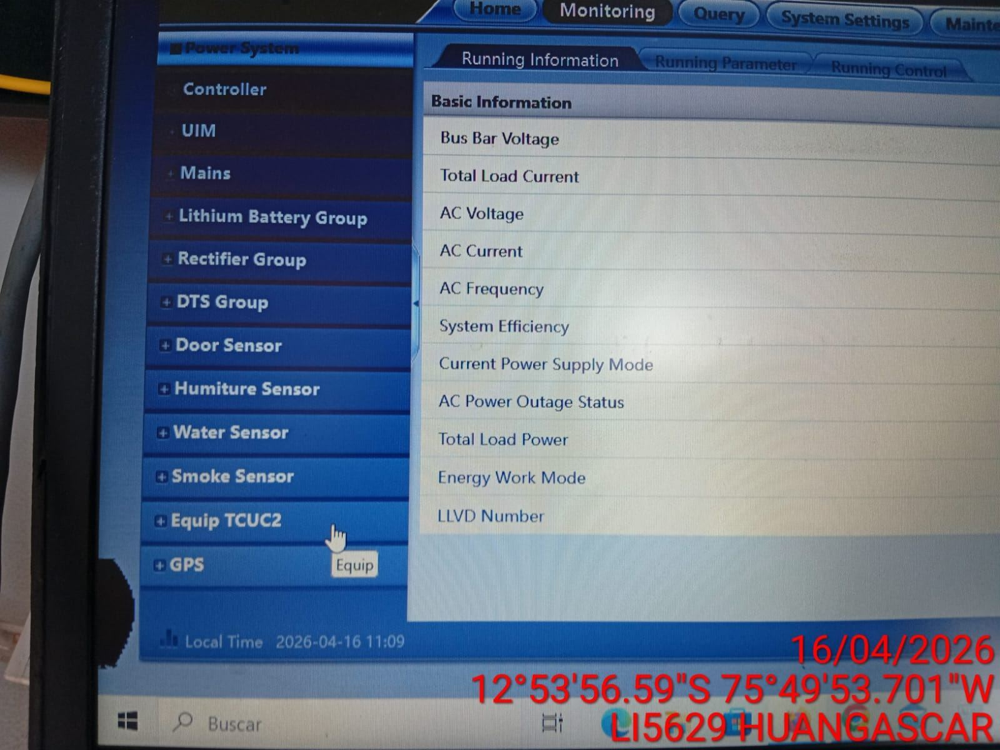 Home
Monitoring
Query
System Settings
Mainte
Power System
Controller
UIM
Mains
Lithium Battery Group
Rectifier Group
DTS Group
Door Sensor
Humiture Sensor
Water Sensor
Smoke Sensor
Equip TCUC2
GPS
Equip
Running Information
Running Parameter
Running Control
Basic Information
Bus Bar Voltage
Total Load Current
AC Voltage
AC Current
AC Frequency
System Efficiency
Current Power Supply Mode
AC Power Outage Status
Total Load Power
Energy Work Mode
LLVD Number
Local Time 2026-04-16 11:09
Buscar
16/04/2026
12°53'56.59"S 75°49'53.701"W
LI5629 HUANGASCAR